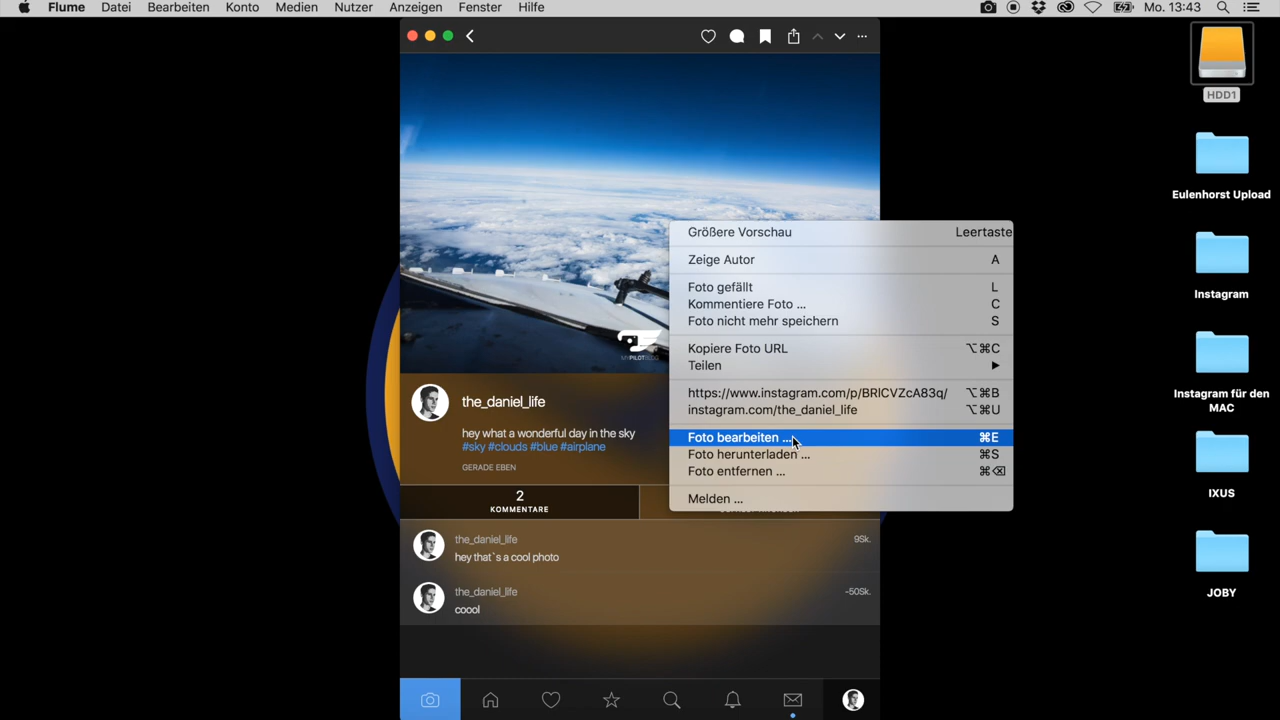 Flume Datei Bearbeiten Konto Medien Nutzer Anzeigen Fenster Hilfe Mo. 13:43
HDD1
Eulenhorst Upload
Instagram
Instagram für den
MAC
IXUS
JOBY
MYPILOTBLOG
Größere Vorschau Leertaste
Zeige Autor A
Foto gefällt L
Kommentiere Foto ... C
Foto nicht mehr speichern S
Kopiere Foto URL ⌥⌘C
Teilen
https://www.instagram.com/p/BRlCVZcA83q/ ⌥⌘B
instagram.com/the_daniel_life ⌥⌘U
Foto bearbeiten ... ⌘E
Foto herunterladen ... ⌘S
Foto entfernen ... ⌘⌫
Melden ...
the_daniel_life
hey what a wonderful day in the sky
#sky #clouds #blue #airplane
GERADE EBEN
2
KOMMENTARE
the_daniel_life 9Sk.
hey that`s a cool photo
the_daniel_life -50Sk.
coool